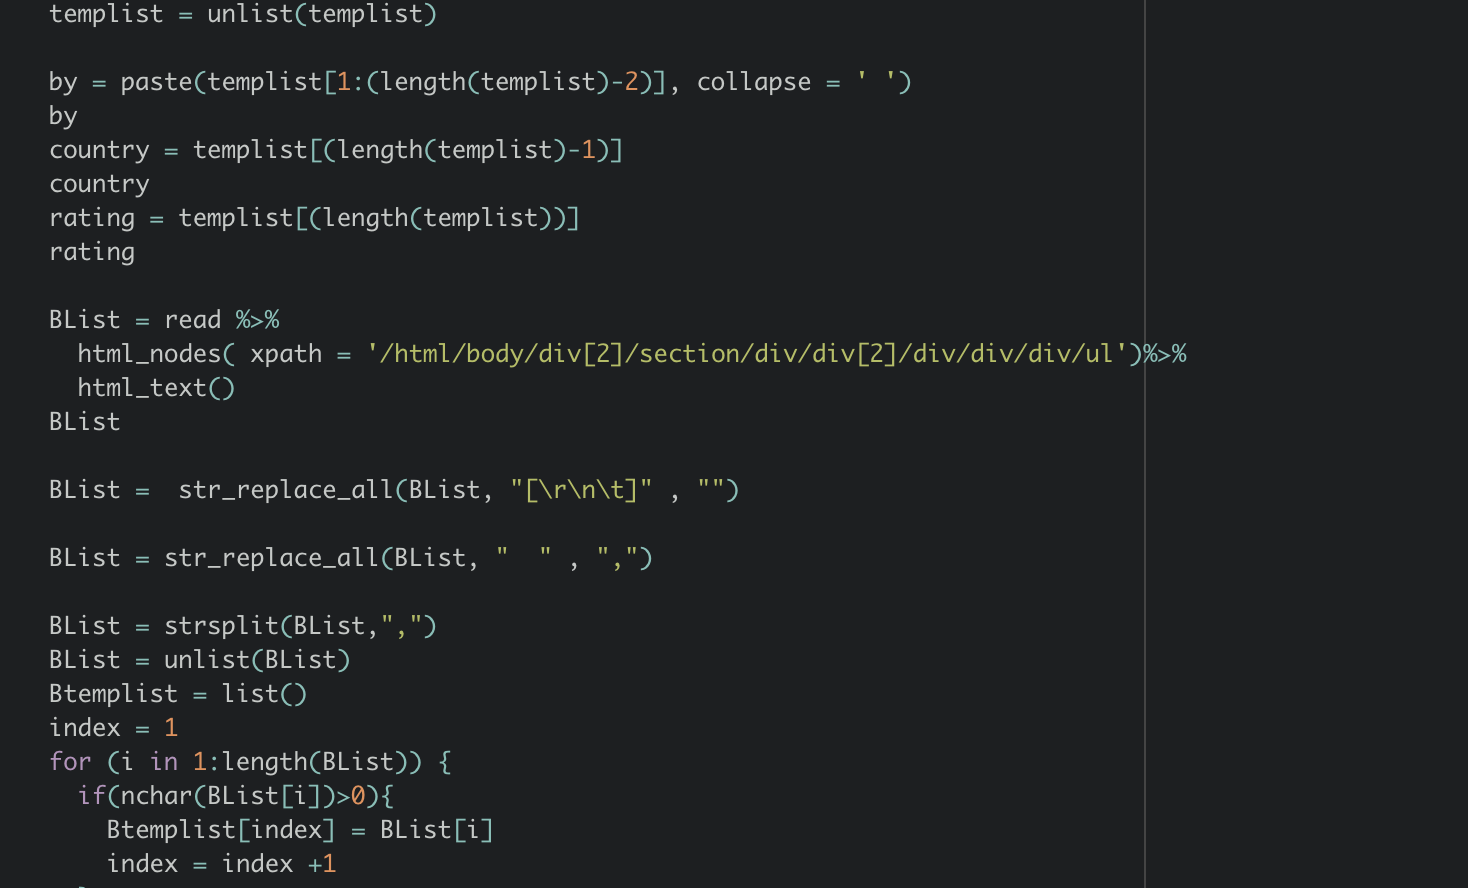 templist = unlist(templist)
by = paste(templist[1:(length(templist)-2)], collapse = ' ')
by
country = templist[(length(templist)-1)]
country
rating = templist[(length(templist))]
rating
BList = read %>%
html_nodes( xpath = '/html/body/div[2]/section/div/div[2]/div/div/div/ul')%>%
html_text()
BList
BList =  str_replace_all(BList, "[\r\n\t]" , "")
BList = str_replace_all(BList, "  " , ",")
BList = strsplit(BList,",")
BList = unlist(BList)
Btemplist = list()
index = 1
for (i in 1:length(BList)) {
if(nchar(BList[i])>0){
Btemplist[index] = BList[i]
index = index +1